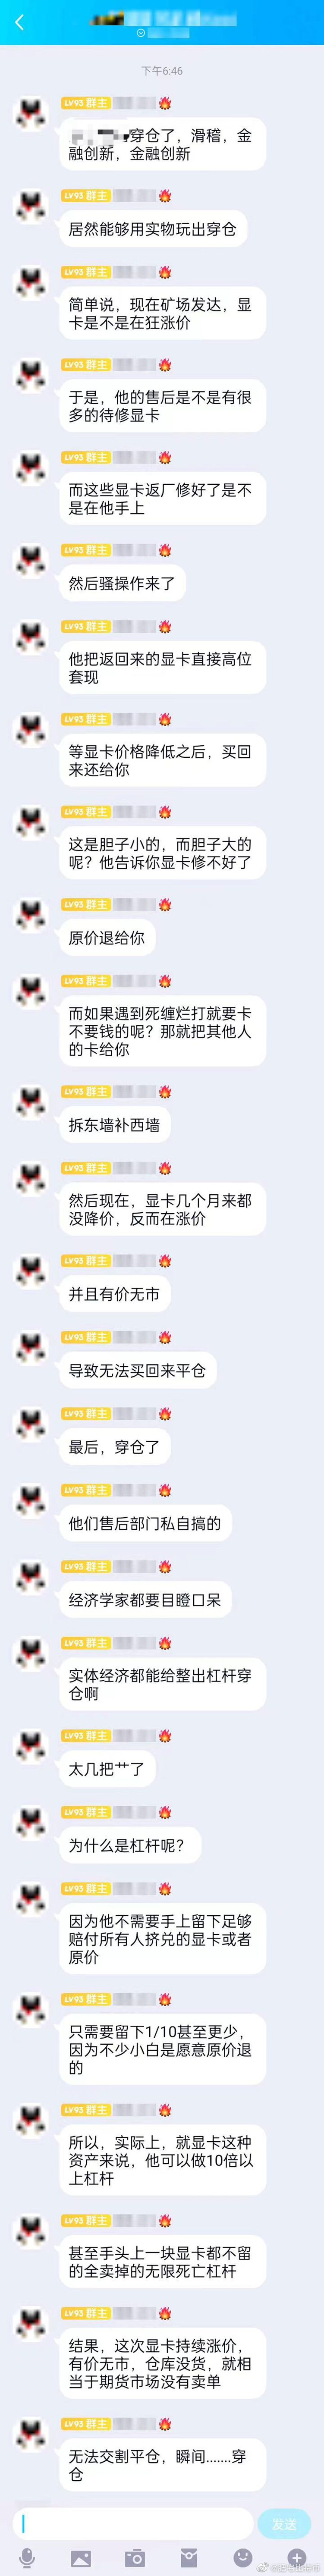 下午6:46
LV93 群主
穿仓了，滑稽，金
融创新，金融创新
LV93 群主
居然能够用实物玩出穿仓
LV93 群主
简单说，现在矿场发达，显
卡是不是在狂涨价
LV93 群主
于是，他的售后是不是有很
多的待修显卡
LV93 群主
而这些显卡返厂修好了是不
是在他手上
LV93 群主
然后骚操作来了
LV93 群主
他把返回来的显卡直接高位
套现
LV93 群主
等显卡价格降低之后，买回
来还给你
LV93 群主
这是胆子小的，而胆子大的
呢？他告诉你显卡修不好了
LV93 群主
原价退给你
LV93 群主
而如果遇到死缠烂打就要卡
不要钱的呢？那就把其他人
的卡给你
LV93 群主
拆东墙补西墙
LV93 群主
然后现在，显卡几个月来都
没降价，反而在涨价
LV93 群主
并且有价无市
LV93 群主
导致无法买回来平仓
LV93 群主
最后，穿仓了
LV93 群主
他们售后部门私自搞的
LV93 群主
经济学家都要目瞪口呆
LV93 群主
实体经济都能给整出杠杆穿
仓啊
LV93 群主
太几把艹了
LV93 群主
为什么是杠杆呢？
LV93 群主
因为他不需要手上留下足够
赔付所有人挤兑的显卡或者
原价
LV93 群主
只需要留下1/10甚至更少，
因为不少小白是愿意原价退
的
LV93 群主
所以，实际上，就显卡这种
资产来说，他可以做10倍以
上杠杆
LV93 群主
甚至手头上一块显卡都不留
的全卖掉的无限死亡杠杆
LV93 群主
结果，这次显卡持续涨价，
有价无市，仓库没货，就相
当于期货市场没有卖单
LV93 群主
无法交割平仓，瞬间.......穿
仓
发送